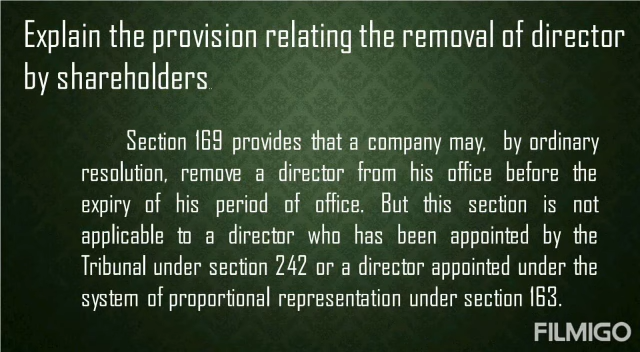 Explain the provision relating the removal of director
by shareholders..
Section 169 provides that a company may, by ordinary
resolution, remove a director from his office before the
expiry of his period of office. But this section is not
applicable to a director who has been appointed by the
Tribunal under section 242 or a director appointed under the
system of proportional representation under section 163.
FILMIGO